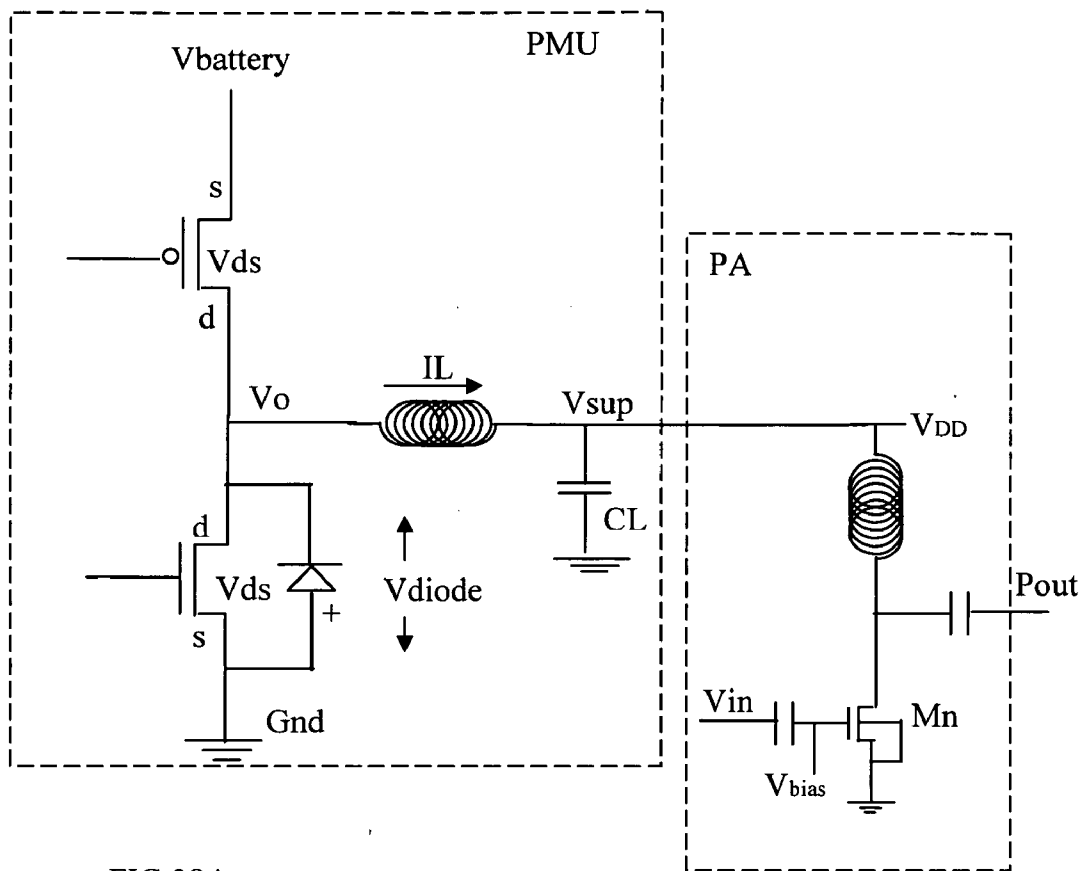 PMU
Vbattery
s
Vds
d
PA
IL
Vo
Vsup
VDD
d
CL
Vds
Vdiode
+
s
Pout
Vin
Mn
Gnd
Vbias